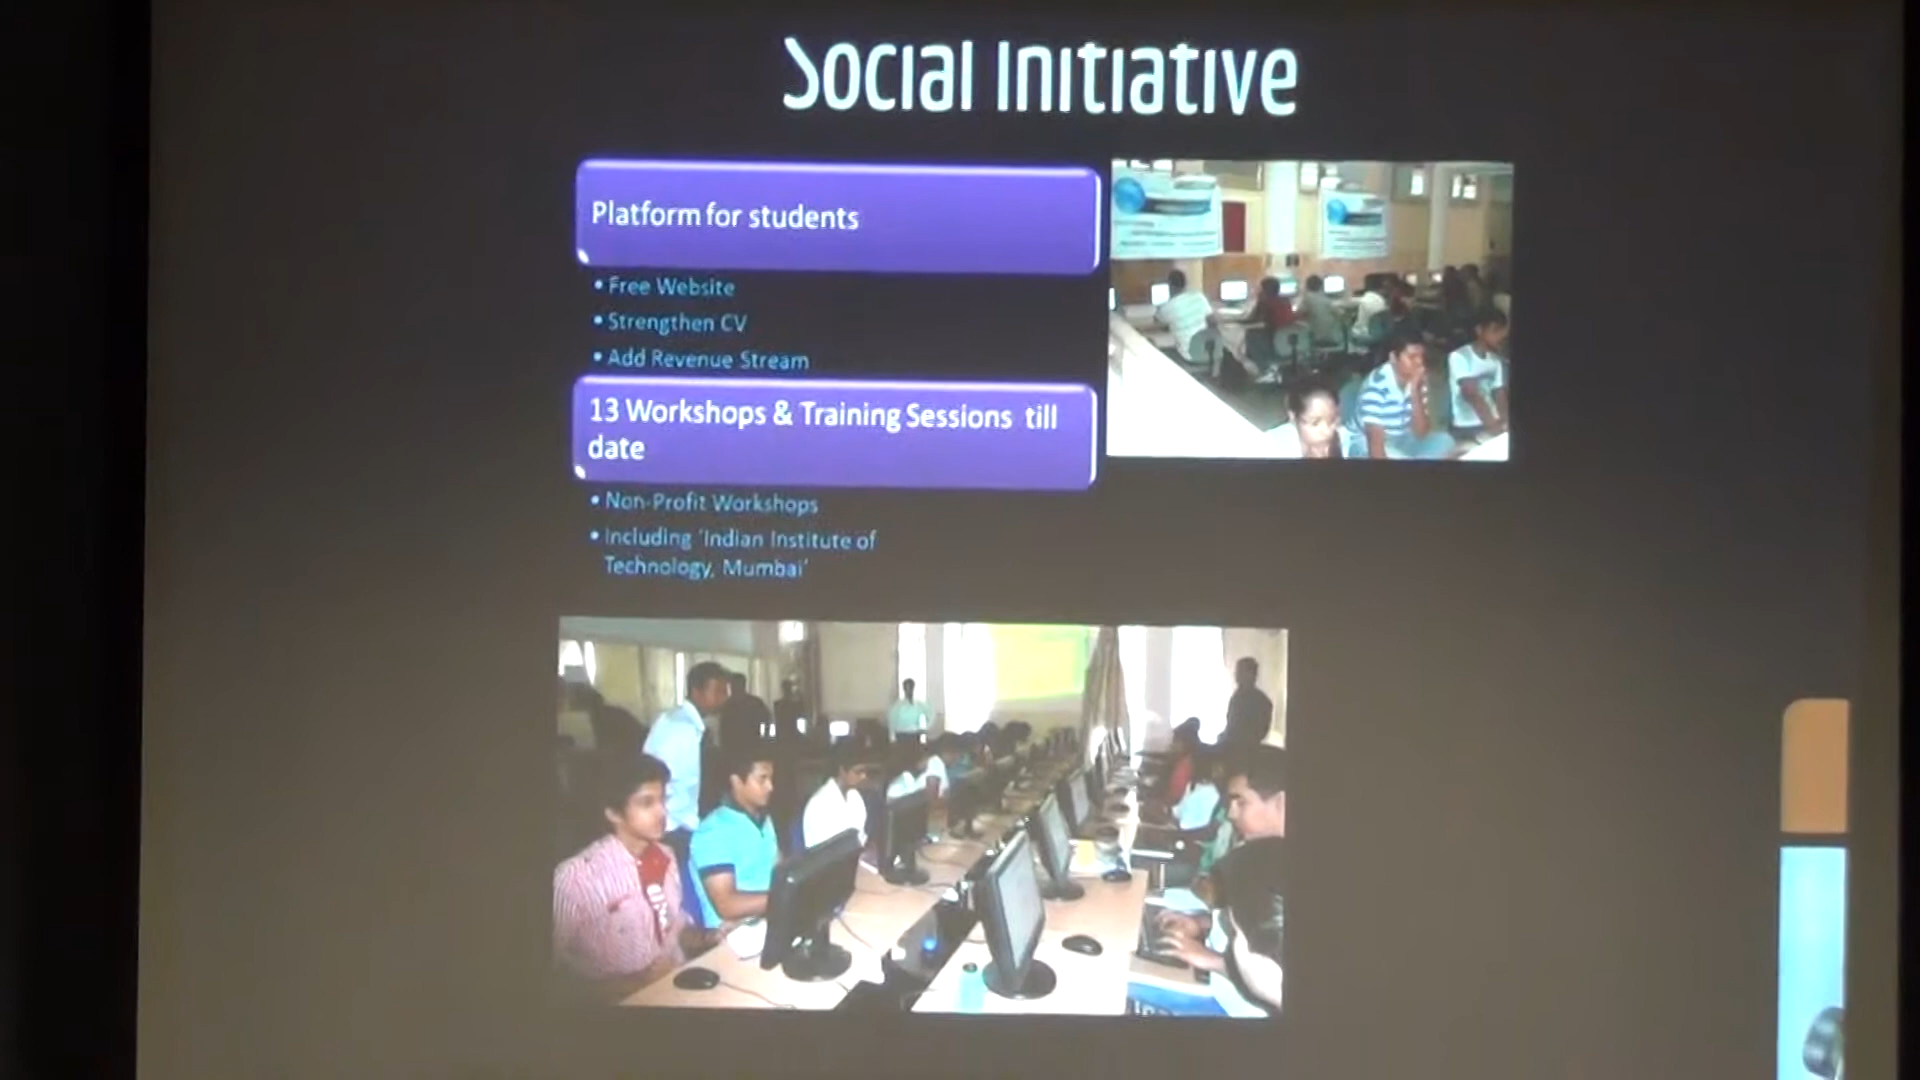 Social Initiative
Platform for students
• Free Website
• Strengthen CV
• Add Revenue Stream
13 Workshops & Training Sessions till
date
• Non-Profit Workshops
• Including 'Indian Institute of
Technology, Mumbai'